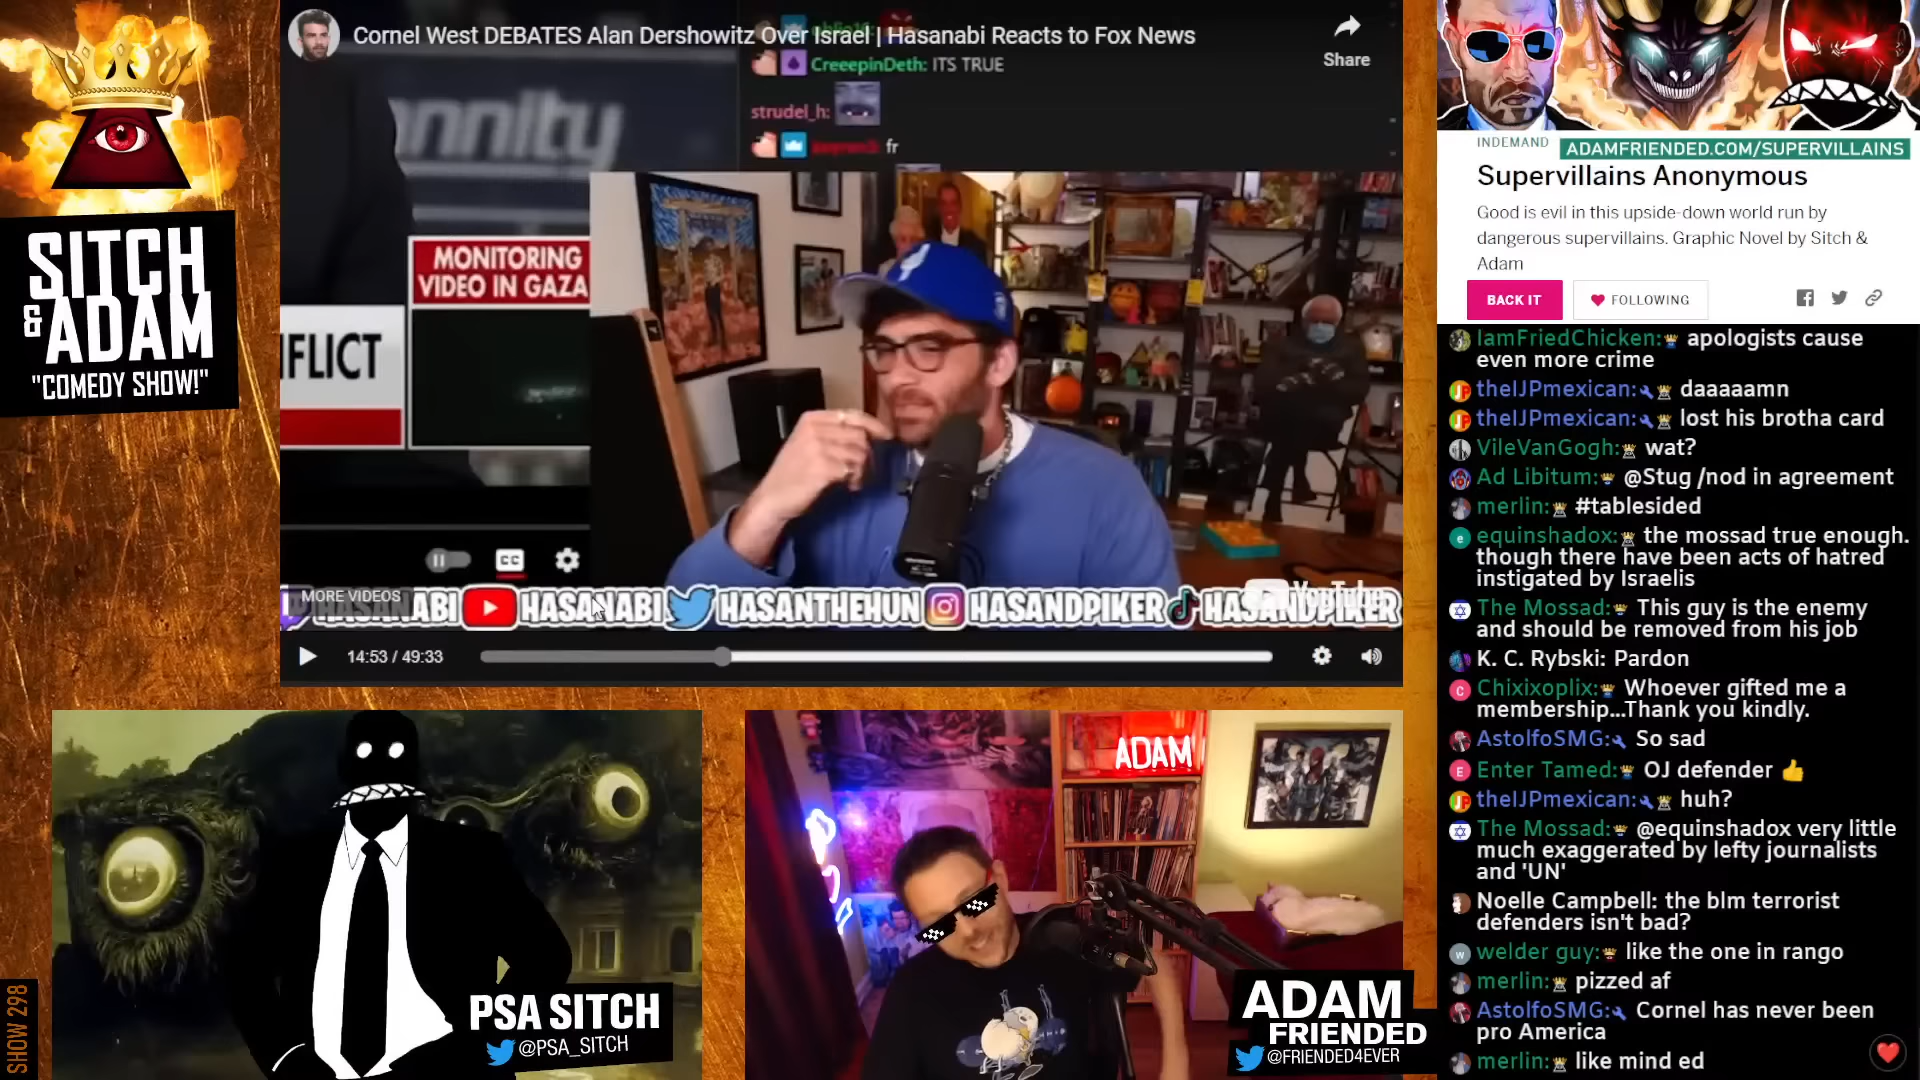 SITCH
& ADAM
"COMEDY SHOW!"
SHOW 298
Cornel West DEBATES Alan Dershowitz Over Israel | Hasanabi Reacts to Fox News
Share
CreeepinDeth: ITS TRUE
strudel_h:
fr
annity
MONITORING
VIDEO IN GAZA
NFLICT
CC
MORE VIDEOS
HASANABI
HASANABI
HASANTHEHUN
HASANDPIKER
HASANDPIKER
YouTube
14:53 / 49:33
PSA SITCH
@PSA_SITCH
ADAM
ADAM
FRIENDED
@FRIENDED4EVER
INDEMAND
ADAMFRIENDED.COM/SUPERVILLAINS
Supervillains Anonymous
Good is evil in this upside-down world run by
dangerous supervillains. Graphic Novel by Sitch &
Adam
BACK IT
FOLLOWING
IamFriedChicken: apologists cause
even more crime
theIJPmexican: daaaaamn
theIJPmexican: lost his brotha card
VileVanGogh: wat?
Ad Libitum: @Stug /nod in agreement
merlin: #tablesided
equinshadox: the mossad true enough.
though there have been acts of hatred
instigated by Israelis
The Mossad: This guy is the enemy
and should be removed from his job
K. C. Rybski: Pardon
Chixixoplix: Whoever gifted me a
membership...Thank you kindly.
AstolfoSMG: So sad
Enter Tamed: OJ defender 👍
theIJPmexican: huh?
The Mossad: @equinshadox very little
much exaggerated by lefty journalists
and 'UN'
Noelle Campbell: the blm terrorist
defenders isn't bad?
welder guy: like the one in rango
merlin: pizzed af
AstolfoSMG: Cornel has never been
pro America
merlin: like mind ed